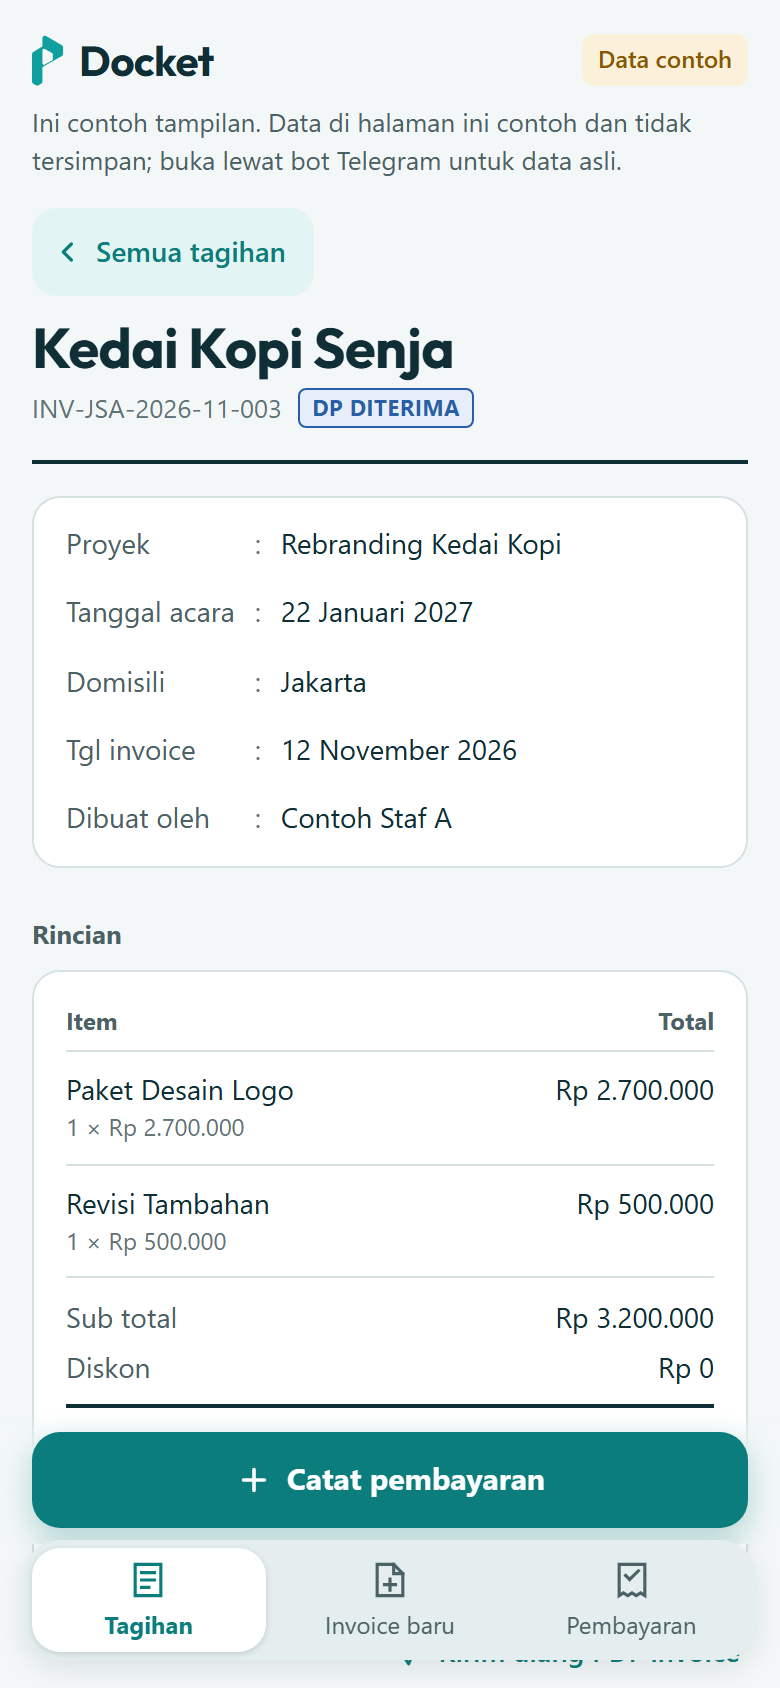 Docket
Data contoh
Ini contoh tampilan. Data di halaman ini contoh dan tidak
tersimpan; buka lewat bot Telegram untuk data asli.
Semua tagihan
Kedai Kopi Senja
INV-JSA-2026-11-003 DP DITERIMA
Proyek : Rebranding Kedai Kopi
Tanggal acara : 22 Januari 2027
Domisili : Jakarta
Tgl invoice : 12 November 2026
Dibuat oleh : Contoh Staf A
Rincian
Item Total
Paket Desain Logo Rp 2.700.000
1 × Rp 2.700.000
Revisi Tambahan Rp 500.000
1 × Rp 500.000
Sub total Rp 3.200.000
Diskon Rp 0
+ Catat pembayaran
Tagihan Invoice baru Pembayaran